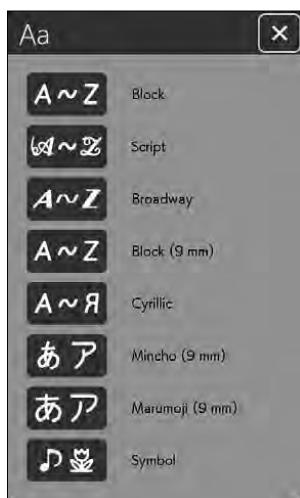 Aa ×
A～Z Block
A～Z Script
A～Z Broadway
A～Z Block (9 mm)
A～Я Cyrillic
あ ア Mincho (9 mm)
あ ア Marumoji (9 mm)
♪ Symbol